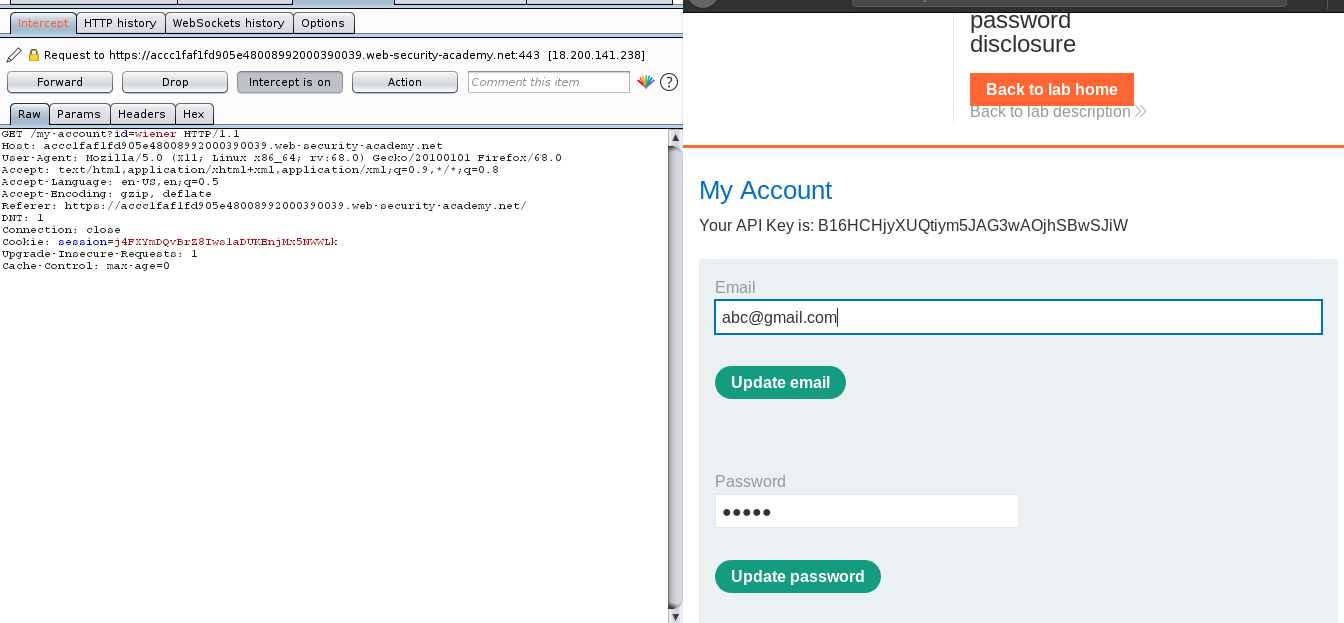 Intercept HTTP history WebSockets history Options
Request to https://accc1faf1fd905e48008992000390039.web-security-academy.net:443 [18.200.141.238]
Forward Drop Intercept is on Action Comment this item ?
Raw Params Headers Hex
GET /my-account?id=wiener HTTP/1.1
Host: accc1faf1fd905e48008992000390039.web-security-academy.net
User-Agent: Mozilla/5.0 (X11; Linux x86_64; rv:68.0) Gecko/20100101 Firefox/68.0
Accept: text/html,application/xhtml+xml,application/xml;q=0.9,*/*;q=0.8
Accept-Language: en-US,en;q=0.5
Accept-Encoding: gzip, deflate
Referer: https://accc1faf1fd905e48008992000390039.web-security-academy.net/
DNT: 1
Connection: close
Cookie: session=
Upgrade-Insecure-Requests: 1
Cache-Control: max-age=0
password
disclosure
Back to lab home
Back to lab description
My Account
Your API Key is: B16HCHjyXUQtiym5JAG3wAOjhSBwSJiW
Email
abc@gmail.com
Update email
Password
•••••
Update password